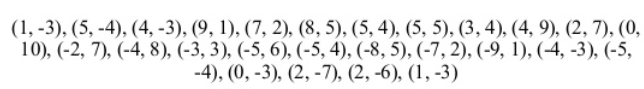 (1, -3), (5, -4), (4, -3), (9, 1), (7, 2), (8, 5), (5, 4), (5, 5), (3, 4), (4, 9), (2, 7), (0,
10), (-2, 7), (-4, 8), (-3, 3), (-5, 6), (-5, 4), (-8, 5), (-7, 2), (-9, 1), (-4, -3), (-5,
-4), (0, -3), (2, -7), (2, -6), (1, -3)